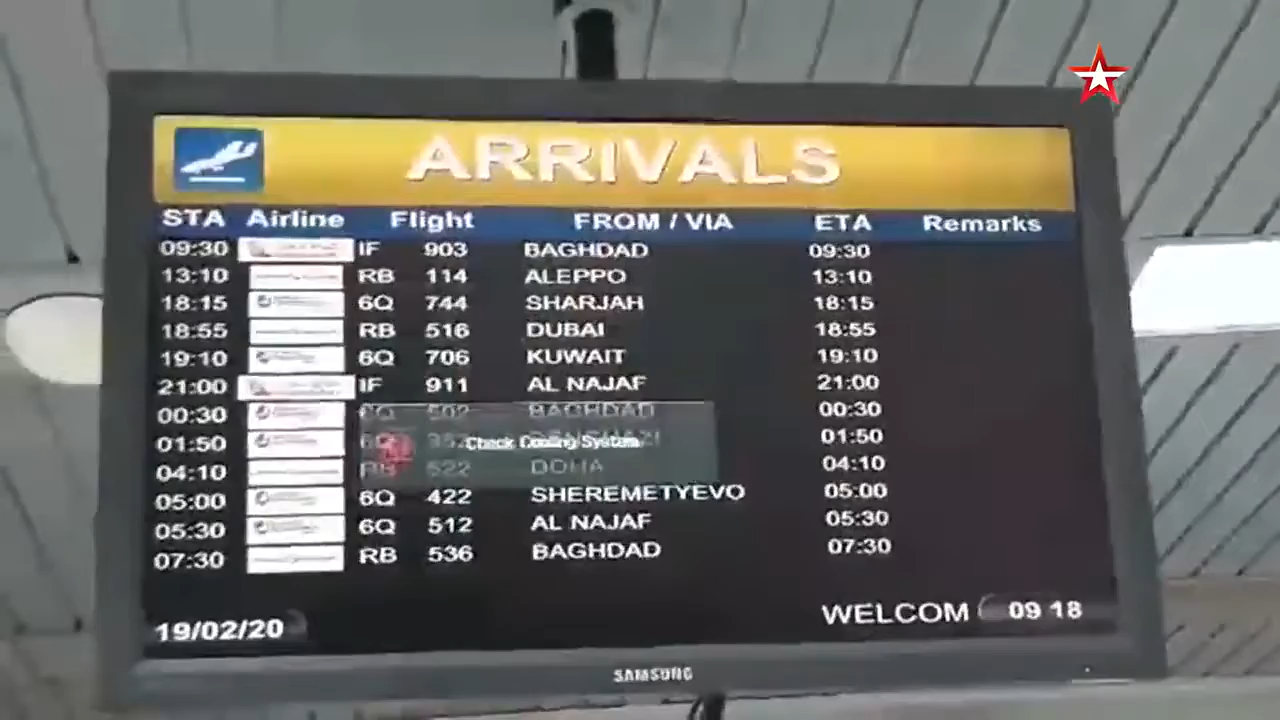 ARRIVALS
STA Airline Flight FROM / VIA ETA Remarks
09:30 IF 903 BAGHDAD 09:30
13:10 RB 114 ALEPPO 13:10
18:15 6Q 744 SHARJAH 18:15
18:55 RB 516 DUBAI 18:55
19:10 6Q 706 KUWAIT 19:10
21:00 IF 911 AL NAJAF 21:00
00:30 6Q 502 BAGHDAD 00:30
01:50 01:50
Check Cooling System
04:10 RB 522 DOHA 04:10
05:00 6Q 422 SHEREMETYEVO 05:00
05:30 6Q 512 AL NAJAF 05:30
07:30 RB 536 BAGHDAD 07:30
19/02/20 WELCOM 09 18
SAMSUNG